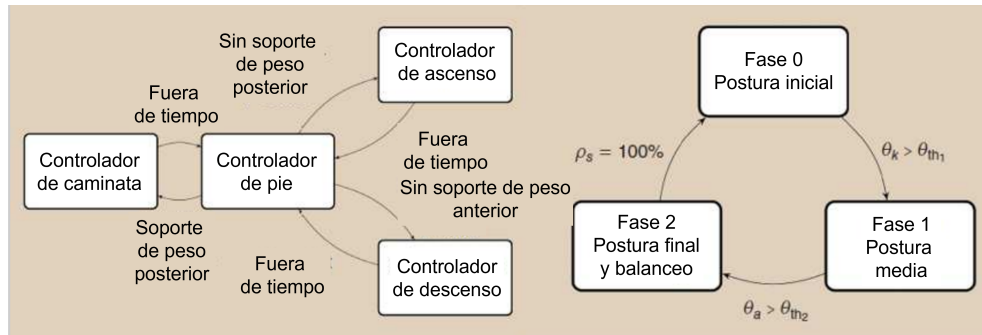 Sin soporte
de peso
posterior
Controlador
de ascenso
Fuera
de tiempo
Controlador
de caminata
Controlador
de pie
Fuera
de tiempo
Sin soporte de peso
anterior
Soporte
de peso
posterior
Fuera
de tiempo
Controlador
de descenso
Fase 0
Postura inicial
ρs = 100%
θk > θth1
Fase 2
Postura final
y balanceo
Fase 1
Postura
media
θa > θth2